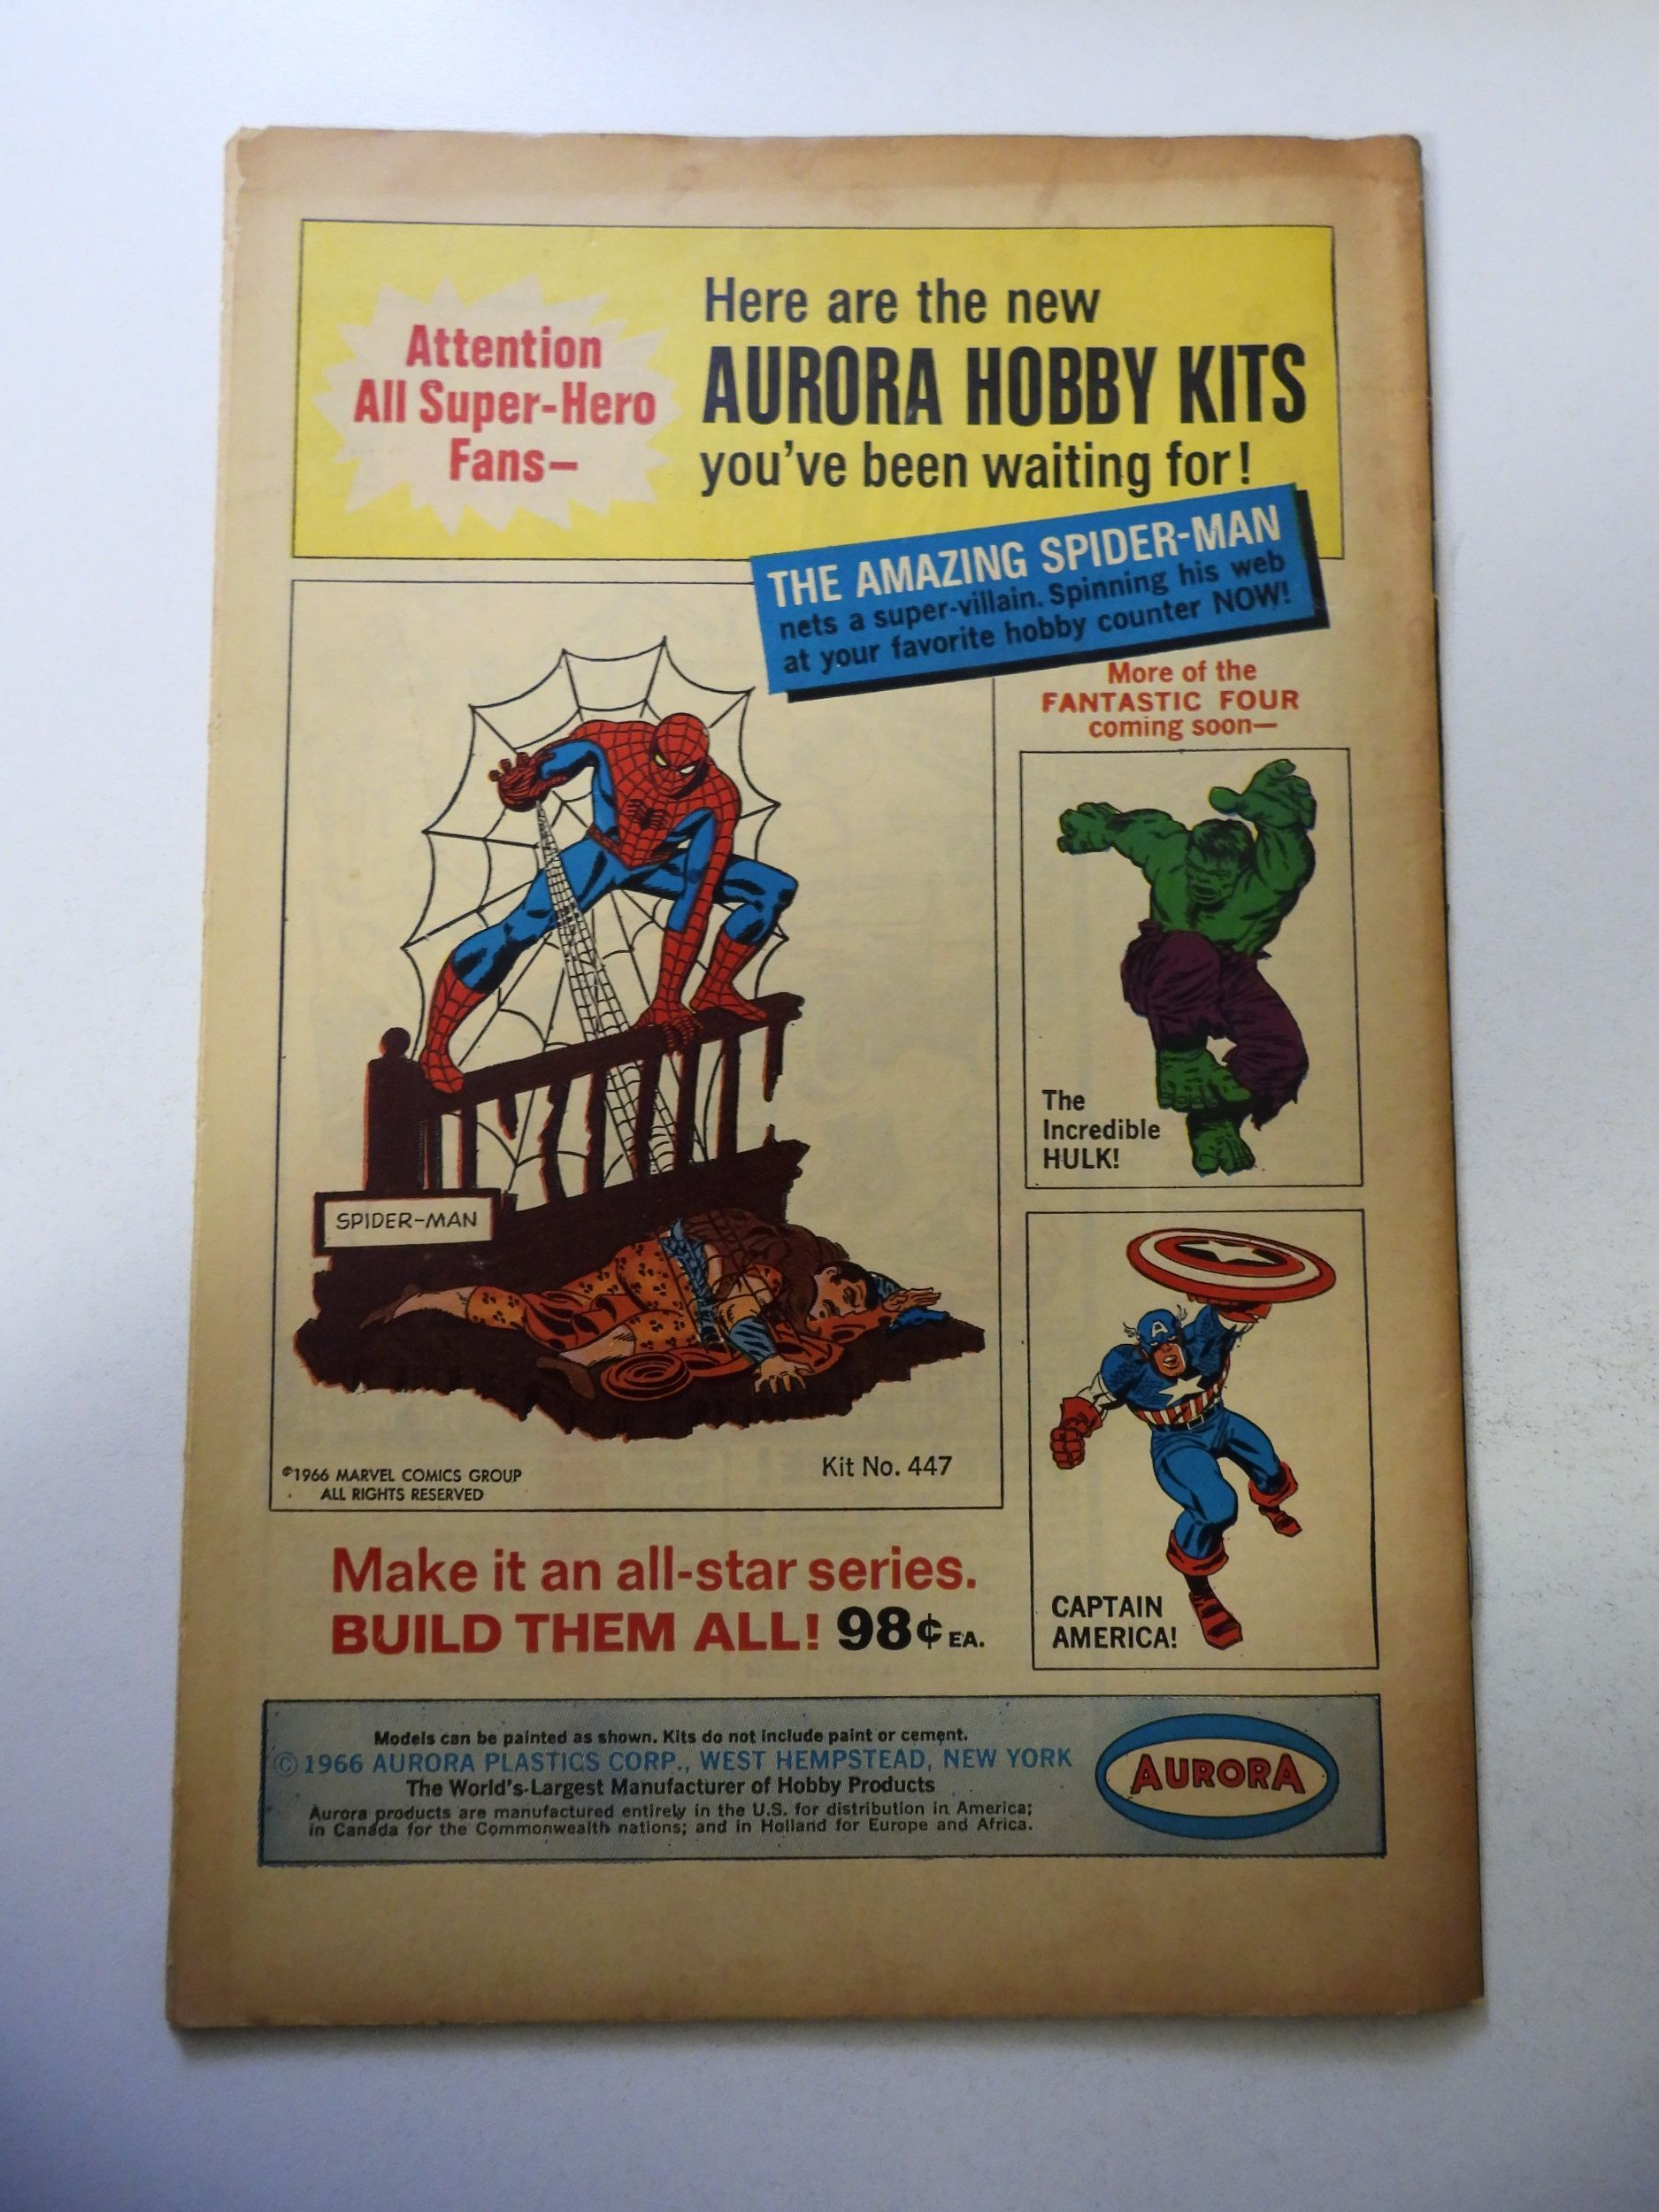 Attention
All Super-Hero
Fans—
Here are the new
AURORA HOBBY KITS
you've been waiting for!
THE AMAZING SPIDER-MAN
nets a super-villain. Spinning his web
at your favorite hobby counter NOW!
More of the
FANTASTIC FOUR
coming soon—
The
Incredible
HULK!
SPIDER-MAN
©1966 MARVEL COMICS GROUP
ALL RIGHTS RESERVED
Kit No. 447
A
CAPTAIN
AMERICA!
Make it an all-star series.
BUILD THEM ALL! 98¢ EA.
Models can be painted as shown. Kits do not include paint or cement.
© 1966 AURORA PLASTICS CORP., WEST HEMPSTEAD, NEW YORK
The World's-Largest Manufacturer of Hobby Products
Aurora products are manufactured entirely in the U.S. for distribution in America;
in Canada for the Commonwealth nations; and in Holland for Europe and Africa.
AURORA